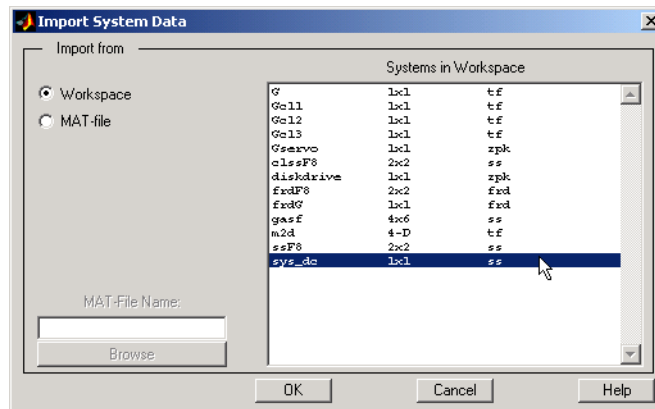 Import System Data
Import from
Systems in Workspace
Workspace
MAT-file
G 1x1 tf
Gcl1 1x1 tf
Gcl2 1x1 tf
Gcl3 1x1 tf
Gservo 1x1 zpk
clssF8 2x2 ss
diskdrive 1x1 zpk
frdF8 2x2 frd
frdG 1x1 frd
gasf 4x6 ss
m2d 4-D tf
ssF8 2x2 ss
sys_dc 1x1 ss
MAT-File Name:
Browse
OK Cancel Help